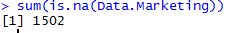 > sum(is.na(Data.Marketing))
[1] 1502